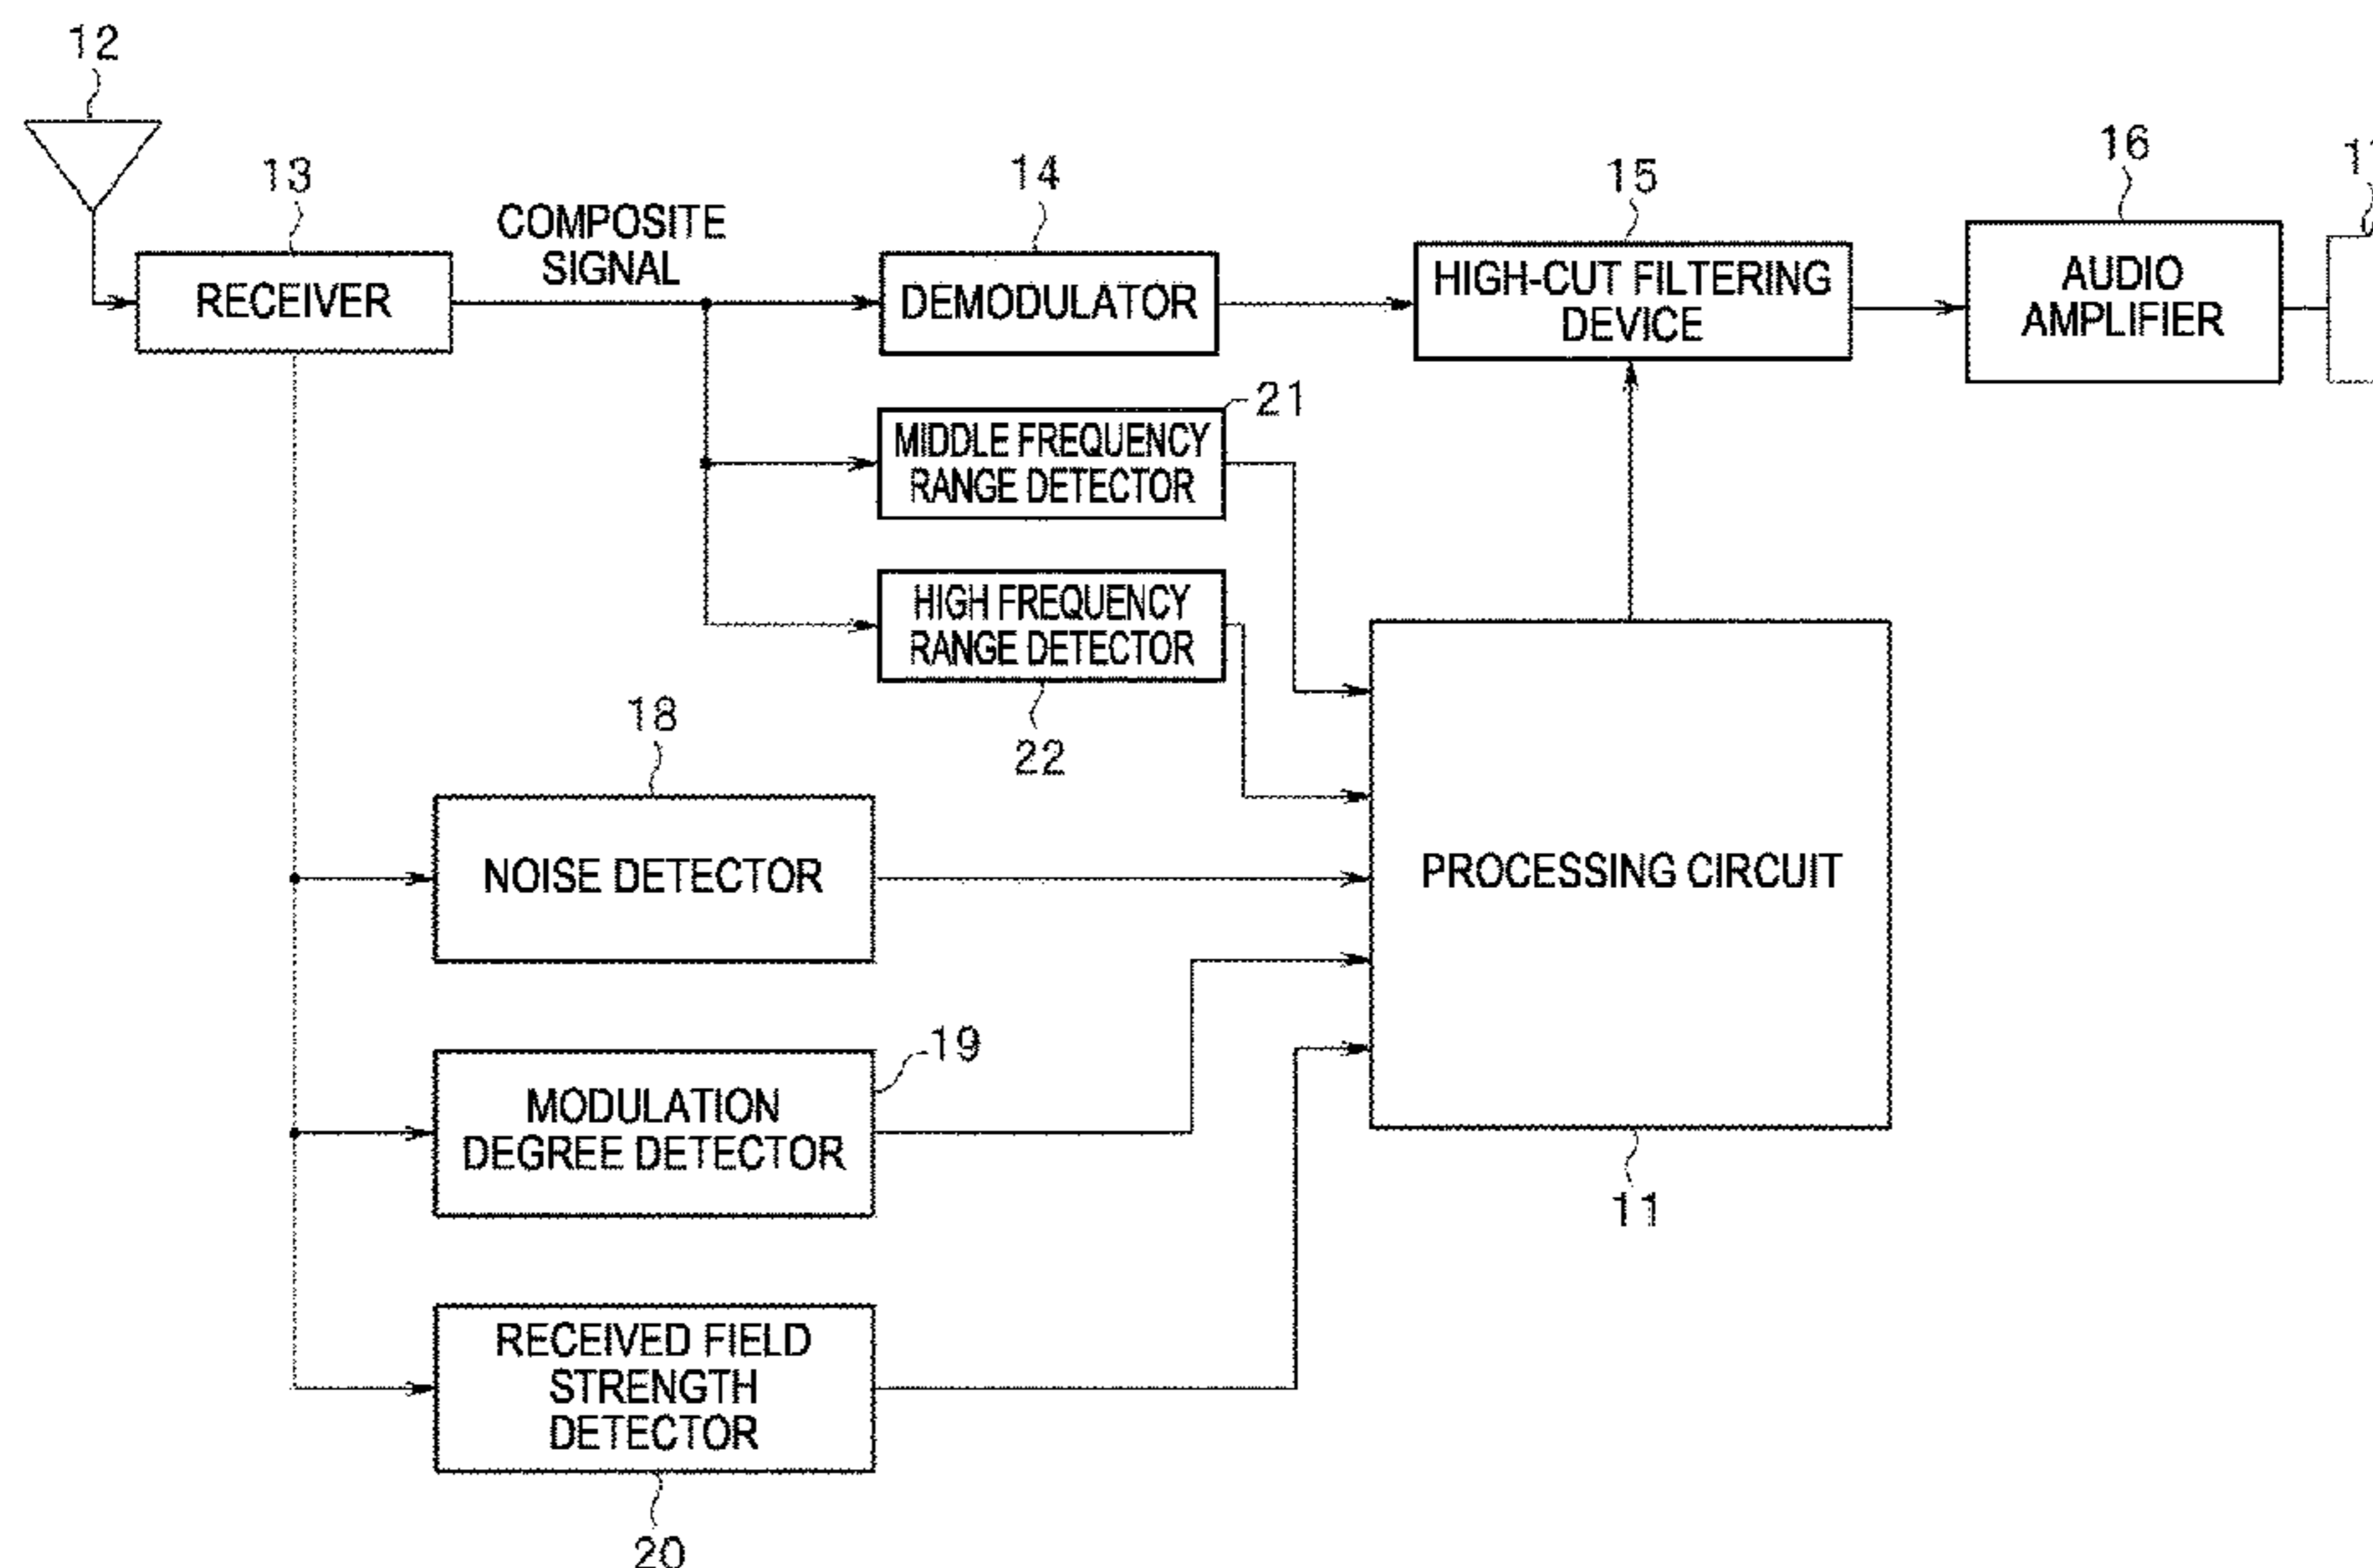 12
13
COMPOSITE
SIGNAL
14
15
16
RECEIVER
DEMODULATOR
HIGH-CUT FILTERING
DEVICE
AUDIO
AMPLIFIER
21
MIDDLE FREQUENCY
RANGE DETECTOR
HIGH FREQUENCY
RANGE DETECTOR
22
18
NOISE DETECTOR
PROCESSING CIRCUIT
11
19
MODULATION
DEGREE DETECTOR
RECEIVED FIELD
STRENGTH
DETECTOR
20